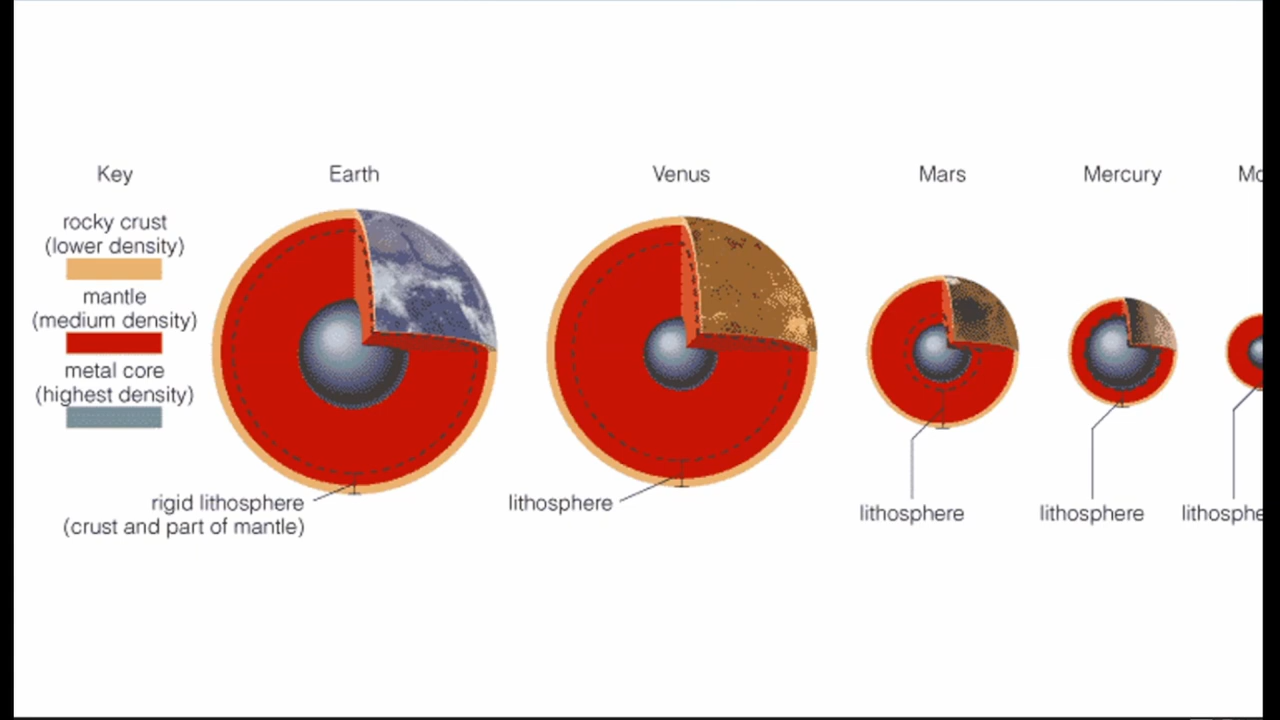 Key
Earth
Venus
Mars
Mercury
rocky crust
(lower density)
mantle
(medium density)
metal core
(highest density)
rigid lithosphere
(crust and part of mantle)
lithosphere
lithosphere
lithosphere